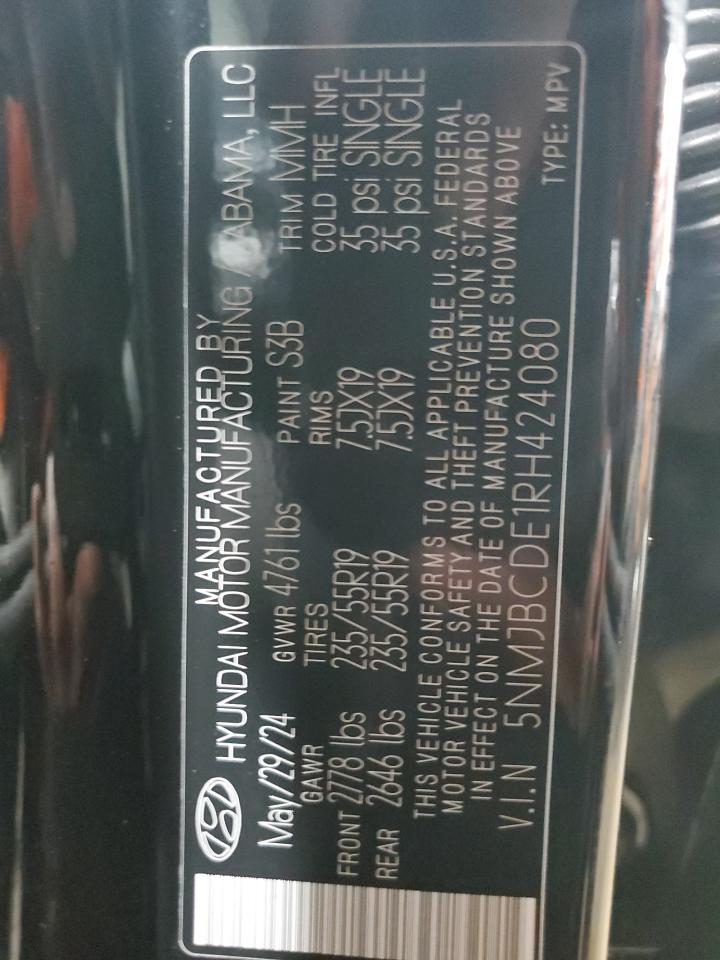 MANUFACTURED BY
HYUNDAI MOTOR MANUFACTURING ALABAMA, LLC
May/29/24 GVWR 4761 lbs PAINT S3B TRIM MMH
GAWR TIRES RIMS COLD TIRE INFL
FRONT 2778 lbs 235/55R19 7.5JX19 35 psi SINGLE
REAR 2646 lbs 235/55R19 7.5JX19 35 psi SINGLE
THIS VEHICLE CONFORMS TO ALL APPLICABLE U.S.A. FEDERAL
MOTOR VEHICLE SAFETY AND THEFT PREVENTION STANDARDS
IN EFFECT ON THE DATE OF MANUFACTURE SHOWN ABOVE
V.I.N 5NMJBCDE1RH424080
TYPE: MPV